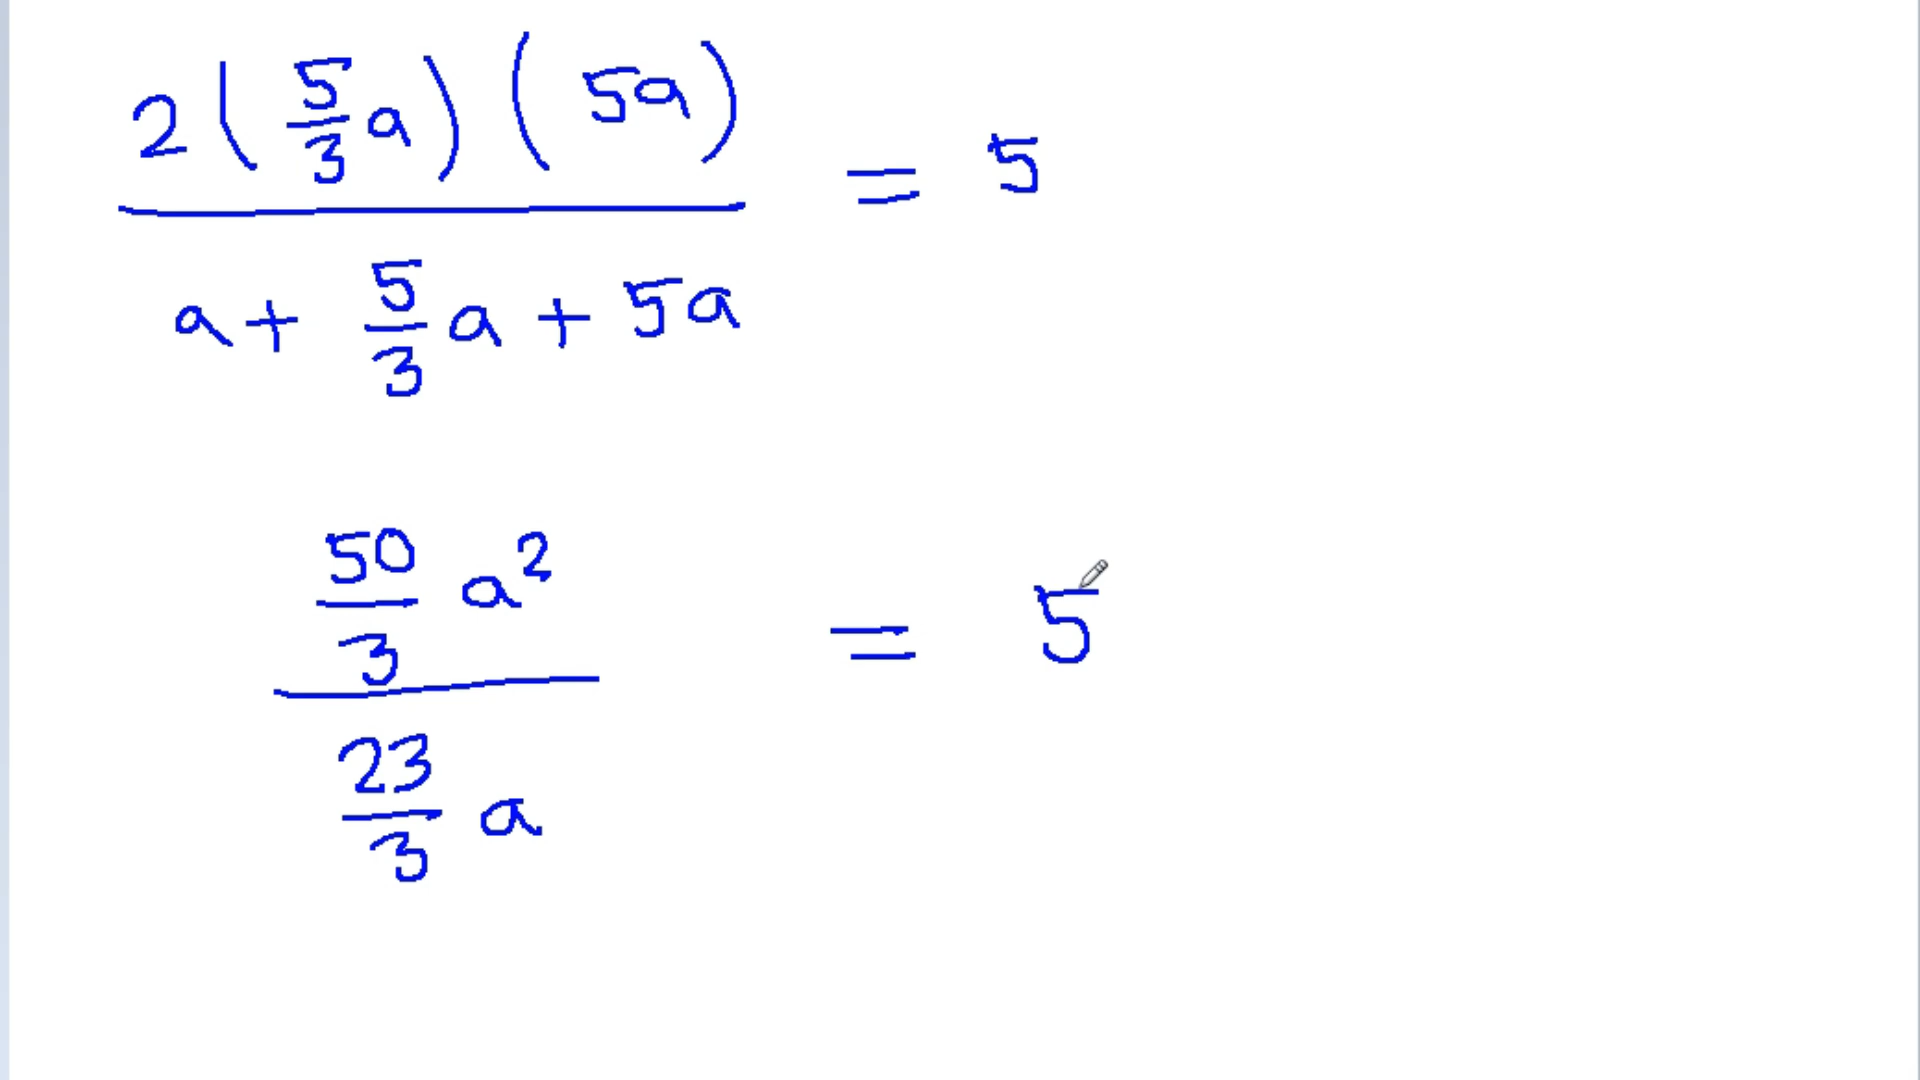 2(5/3 a)(5a) / (a + 5/3 a + 5a) = 5
(50/3 a²) / (23/3 a) = 5